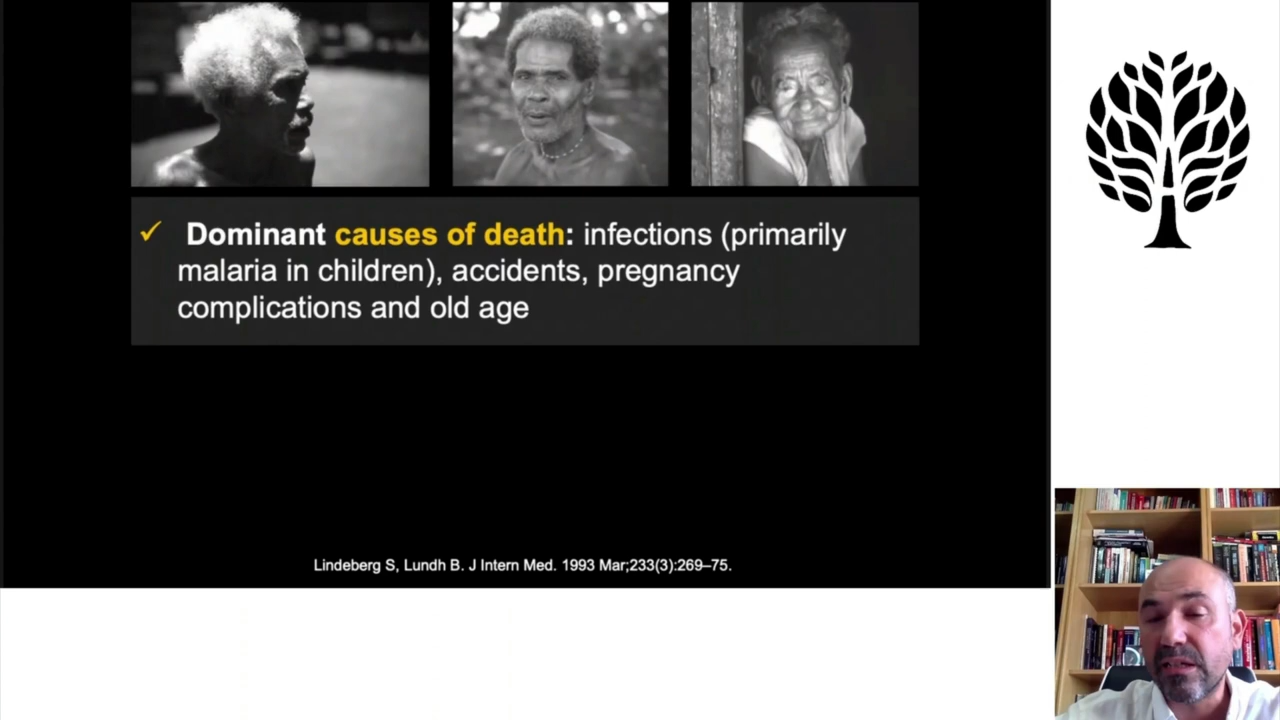 ✓ Dominant causes of death: infections (primarily
malaria in children), accidents, pregnancy
complications and old age
Lindeberg S, Lundh B. J Intern Med. 1993 Mar;233(3):269–75.